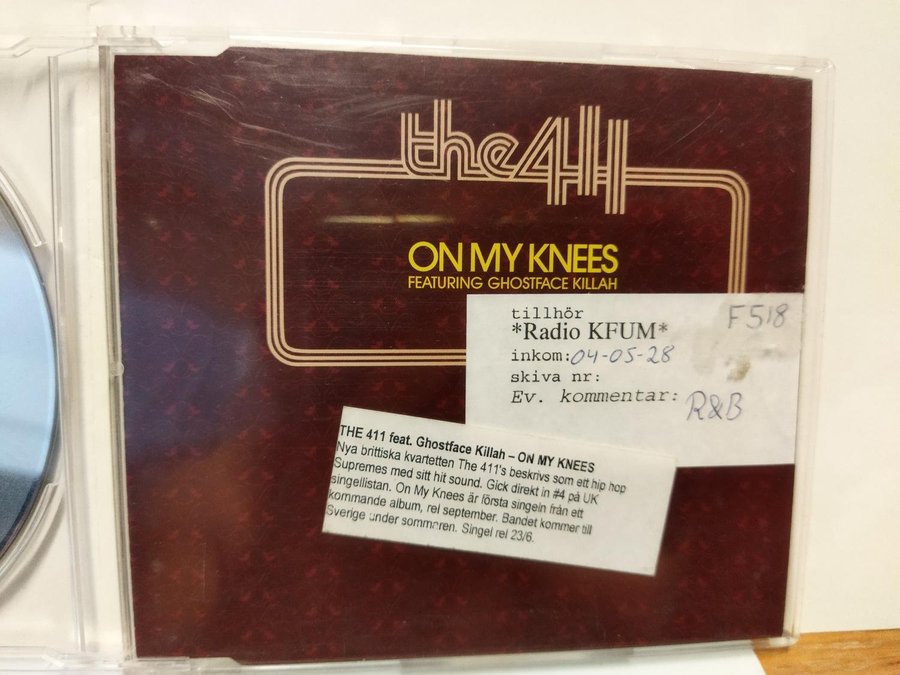 the 411
ON MY KNEES
FEATURING GHOSTFACE KILLAH
tillhör
*Radio KFUM*
F518
inkom: 04-05-28
skiva nr:
Ev. kommentar: R&B
THE 411 feat. Ghostface Killah – ON MY KNEES
Nya brittiska kvartetten The 411's beskrivs som ett hip hop
Supremes med sitt hit sound. Gick direkt in #4 på UK
singellistan. On My Knees är första singeln från ett
kommande album, rel september. Bandet kommer till
Sverige under sommaren. Singel rel 23/6.